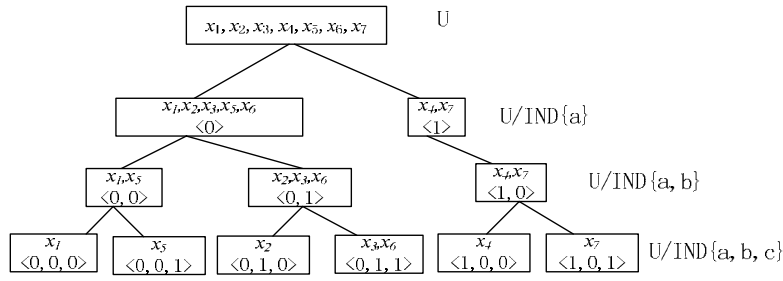 x1, x2, x3, x4, x5, x6, x7 U
x1,x2,x3,x5,x6 x4,x7 U/IND{a}
<0> <1>
x1,x5 x2,x3,x6 x4,x7 U/IND{a,b}
<0,0> <0,1> <1,0>
x1 x5 x2 x3,x6 x4 x7 U/IND{a,b,c}
<0,0,0> <0,0,1> <0,1,0> <0,1,1> <1,0,0> <1,0,1>